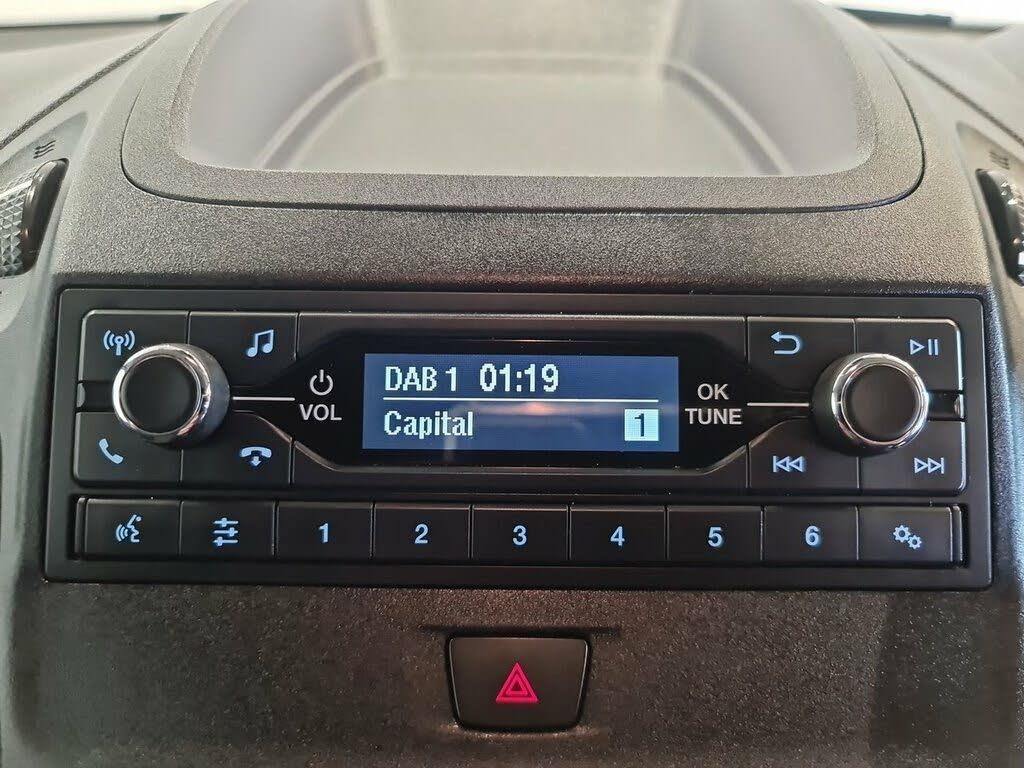 DAB 1 01:19
Capital 1
VOL
OK
TUNE
1 2 3 4 5 6